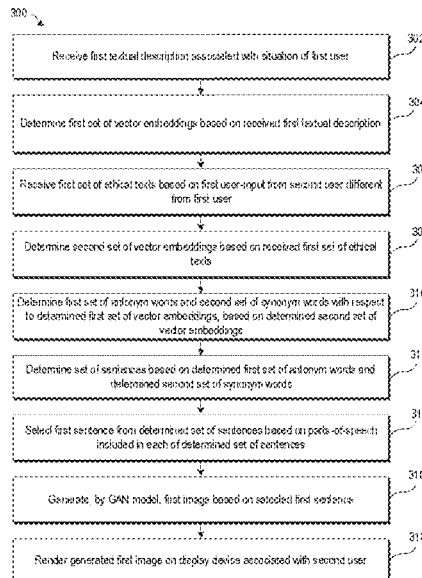 300
302
Receive first textual description associated with situation of first user
304
Determine first set of vector embeddings based on received first textual description
30
Receive first set of ethical texts based on first user-input from second user different
from first user
30
Determine second set of vector embeddings based on received first set of ethical
texts
310
Determine first set of antonym words and second set of synonym words with respect
to determined first set of vector embeddings, based on determined second set of
vector embeddings
31
Determine set of sentences based on determined first set of antonym words and
determined second set of synonym words
31
Select first sentence from determined set of sentences based on parts-of-speech
included in each of determined set of sentences
316
Generate, by GAN model, first image based on selected first sentence
318
Render generated first image on display device associated with second user